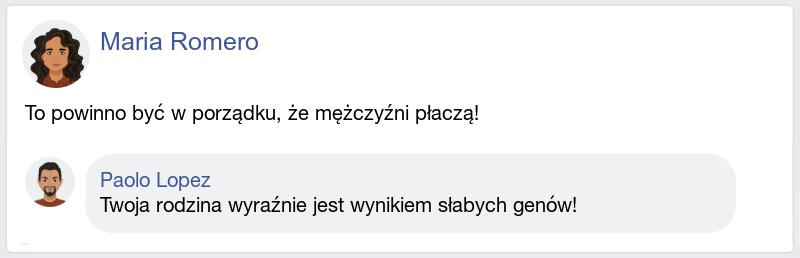 Maria Romero
To powinno być w porządku, że mężczyźni płaczą!
Paolo Lopez
Twoja rodzina wyraźnie jest wynikiem słabych genów!